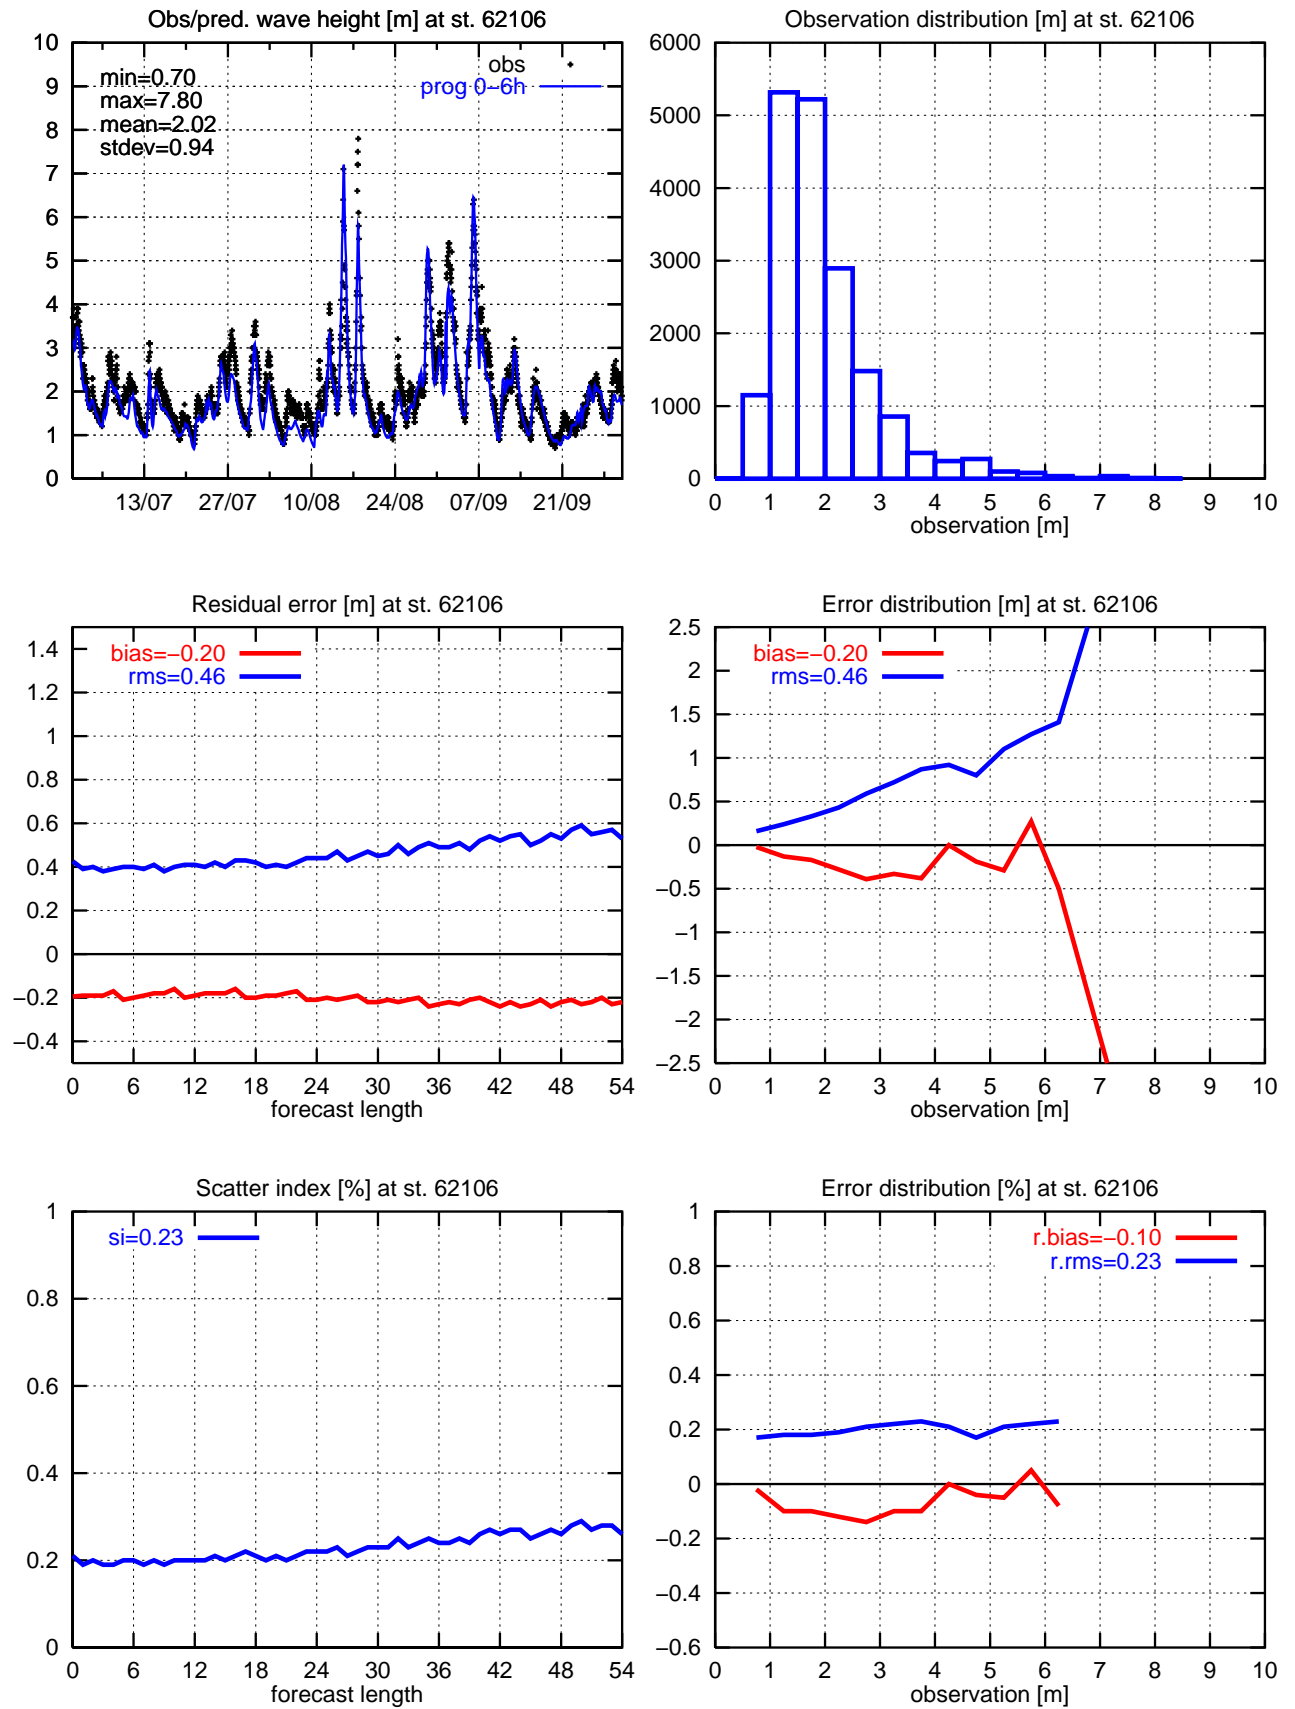 Obs/pred. wave height [m] at st. 62106
10
9
8
7
6
5
4
3
2
1
0
min=0.70
max=7.80
mean=2.02
stdev=0.94
obs
prog 0−6h
13/07 27/07 10/08 24/08 07/09 21/09
Observation distribution [m] at st. 62106
6000
5000
4000
3000
2000
1000
0
0 1 2 3 4 5 6 7 8 9 10
observation [m]
Residual error [m] at st. 62106
1.4
1.2
1
0.8
0.6
0.4
0.2
0
−0.2
−0.4
bias=−0.20
rms=0.46
0 6 12 18 24 30 36 42 48 54
forecast length
Error distribution [m] at st. 62106
2.5
2
1.5
1
0.5
0
−0.5
−1
−1.5
−2
−2.5
bias=−0.20
rms=0.46
0 1 2 3 4 5 6 7 8 9 10
observation [m]
Scatter index [%] at st. 62106
1
0.8
0.6
0.4
0.2
0
si=0.23
0 6 12 18 24 30 36 42 48 54
forecast length
Error distribution [%] at st. 62106
1
0.8
0.6
0.4
0.2
0
−0.2
−0.4
−0.6
r.bias=−0.10
r.rms=0.23
0 1 2 3 4 5 6 7 8 9 10
observation [m]